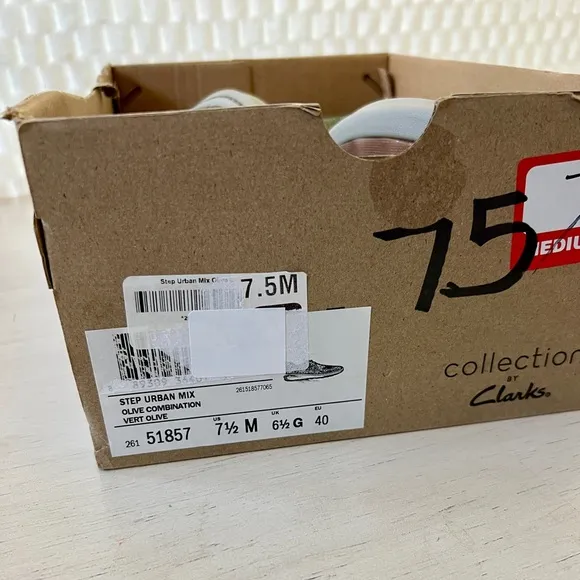 Step Urban Mix
7.5M
75
MEDIU
261518577065
STEP URBAN MIX
OLIVE COMBINATION
VERT OLIVE
261 51857 US 7½ M UK 6½ G EU 40
collection
BY
Clarks®